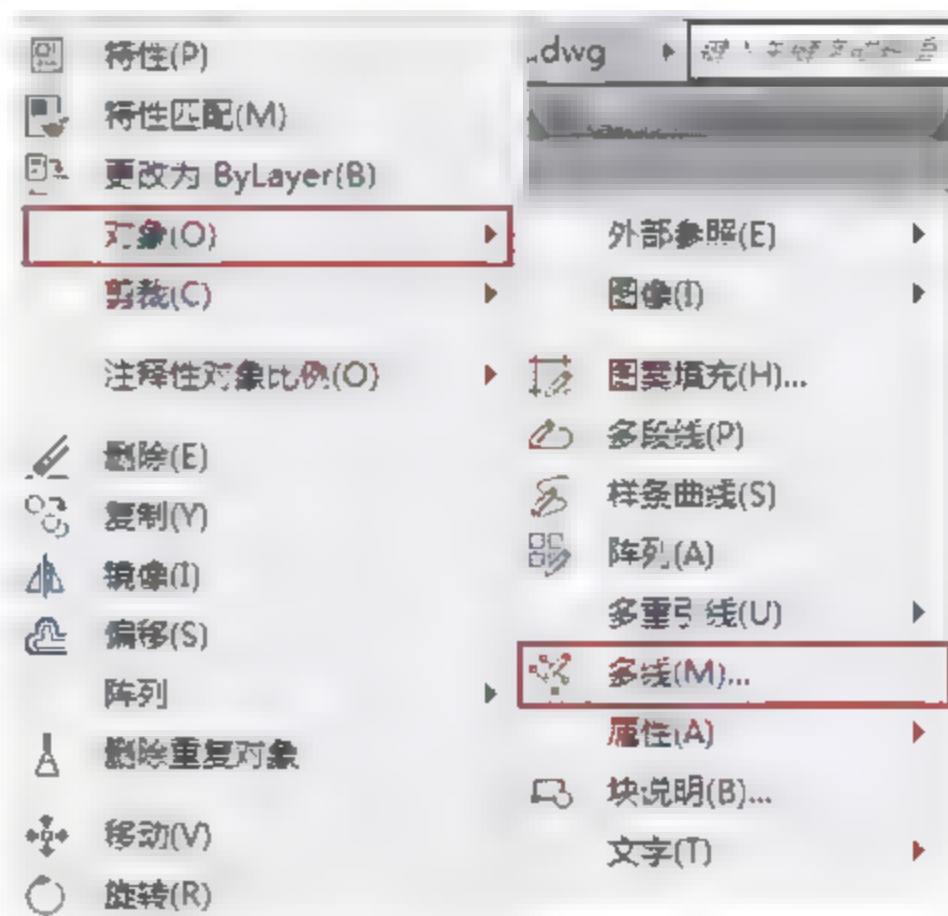 特性(P)
特性匹配(M)
更改为 ByLayer(B)
对象(O)
剪裁(C)
注释性对象比例(O)
删除(E)
复制(Y)
镜像(I)
偏移(S)
阵列
删除重复对象
移动(V)
旋转(R)
.dwg
外部参照(E)
图像(I)
图案填充(H)...
多段线(P)
样条曲线(S)
阵列(A)
多重引线(U)
多线(M)...
属性(A)
块说明(B)...
文字(T)